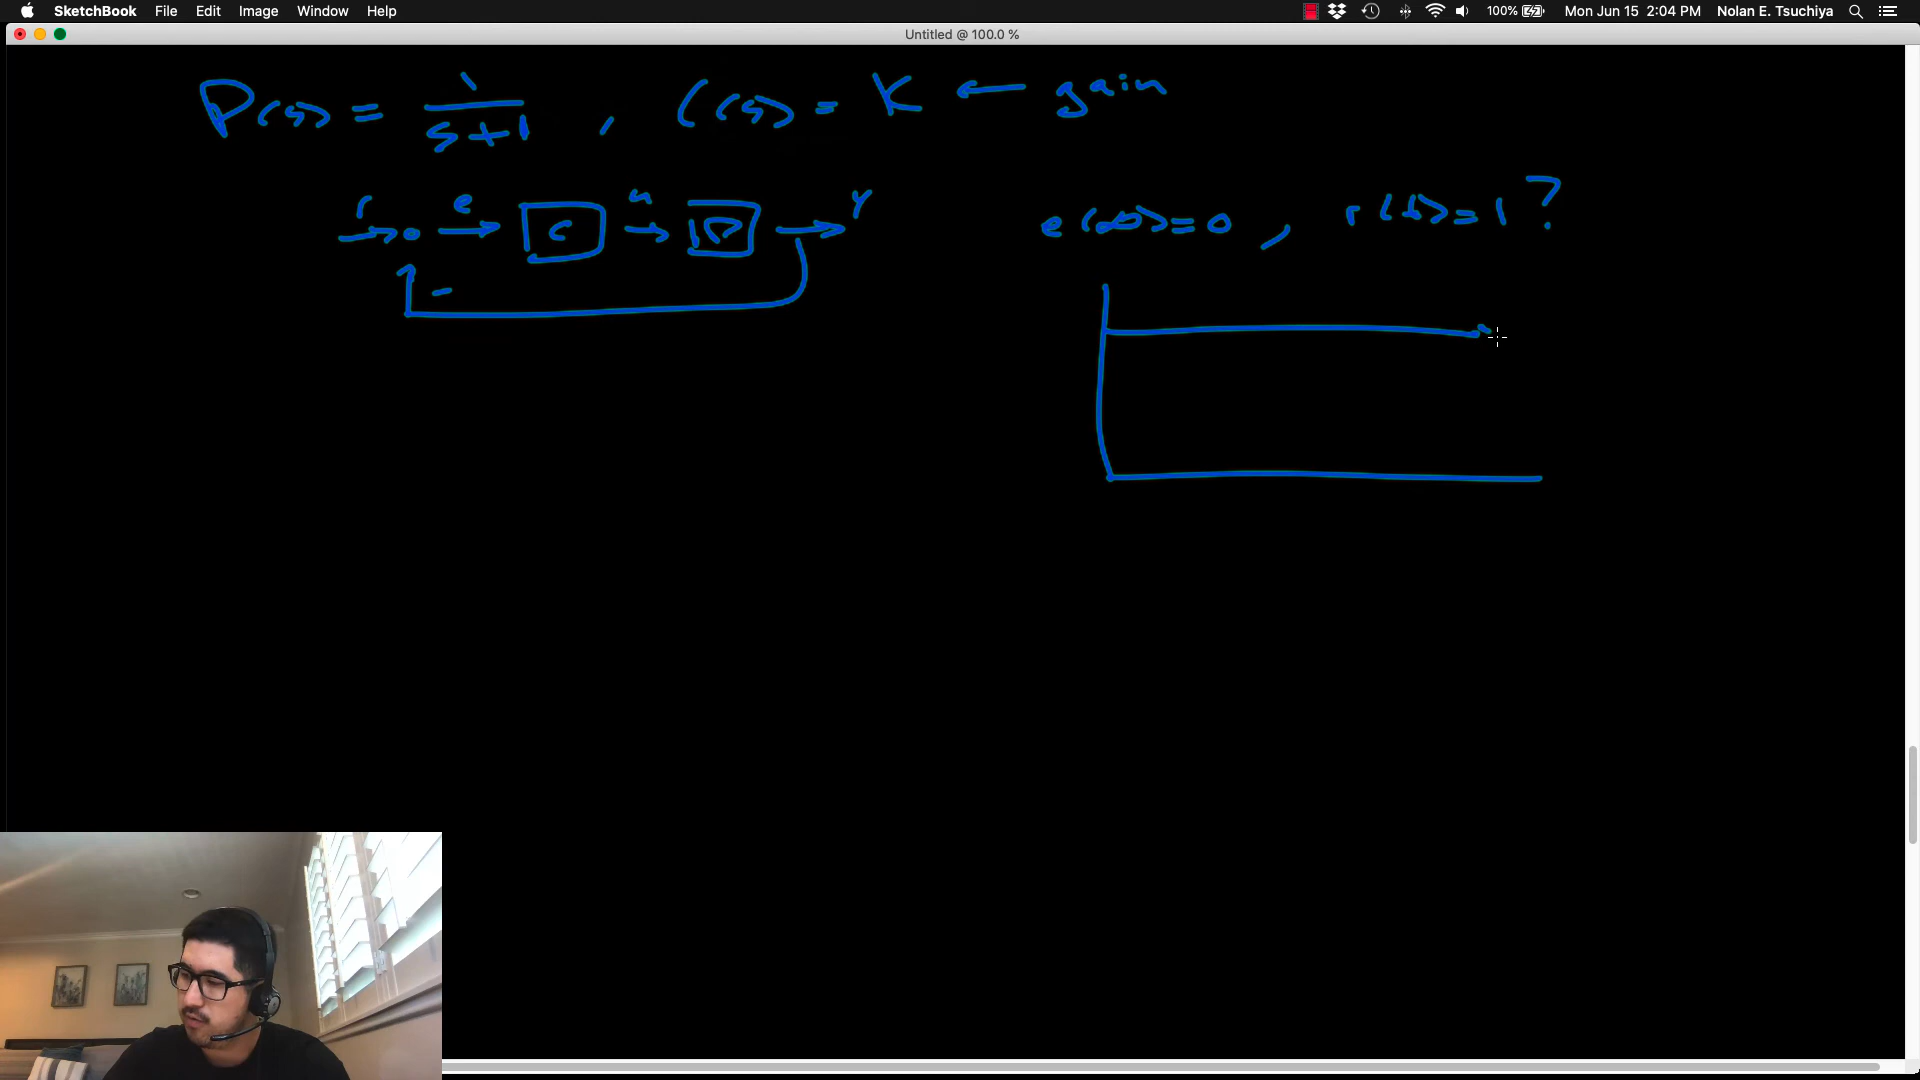 SketchBook File Edit Image Window Help 100% Mon Jun 15 2:04 PM Nolan E. Tsuchiya
Untitled @ 100.0 %
P(s) = 1/(s+1) , C(s) = K ← gain
r e C u P y
-
e(∞)=0 , r(t)=1?